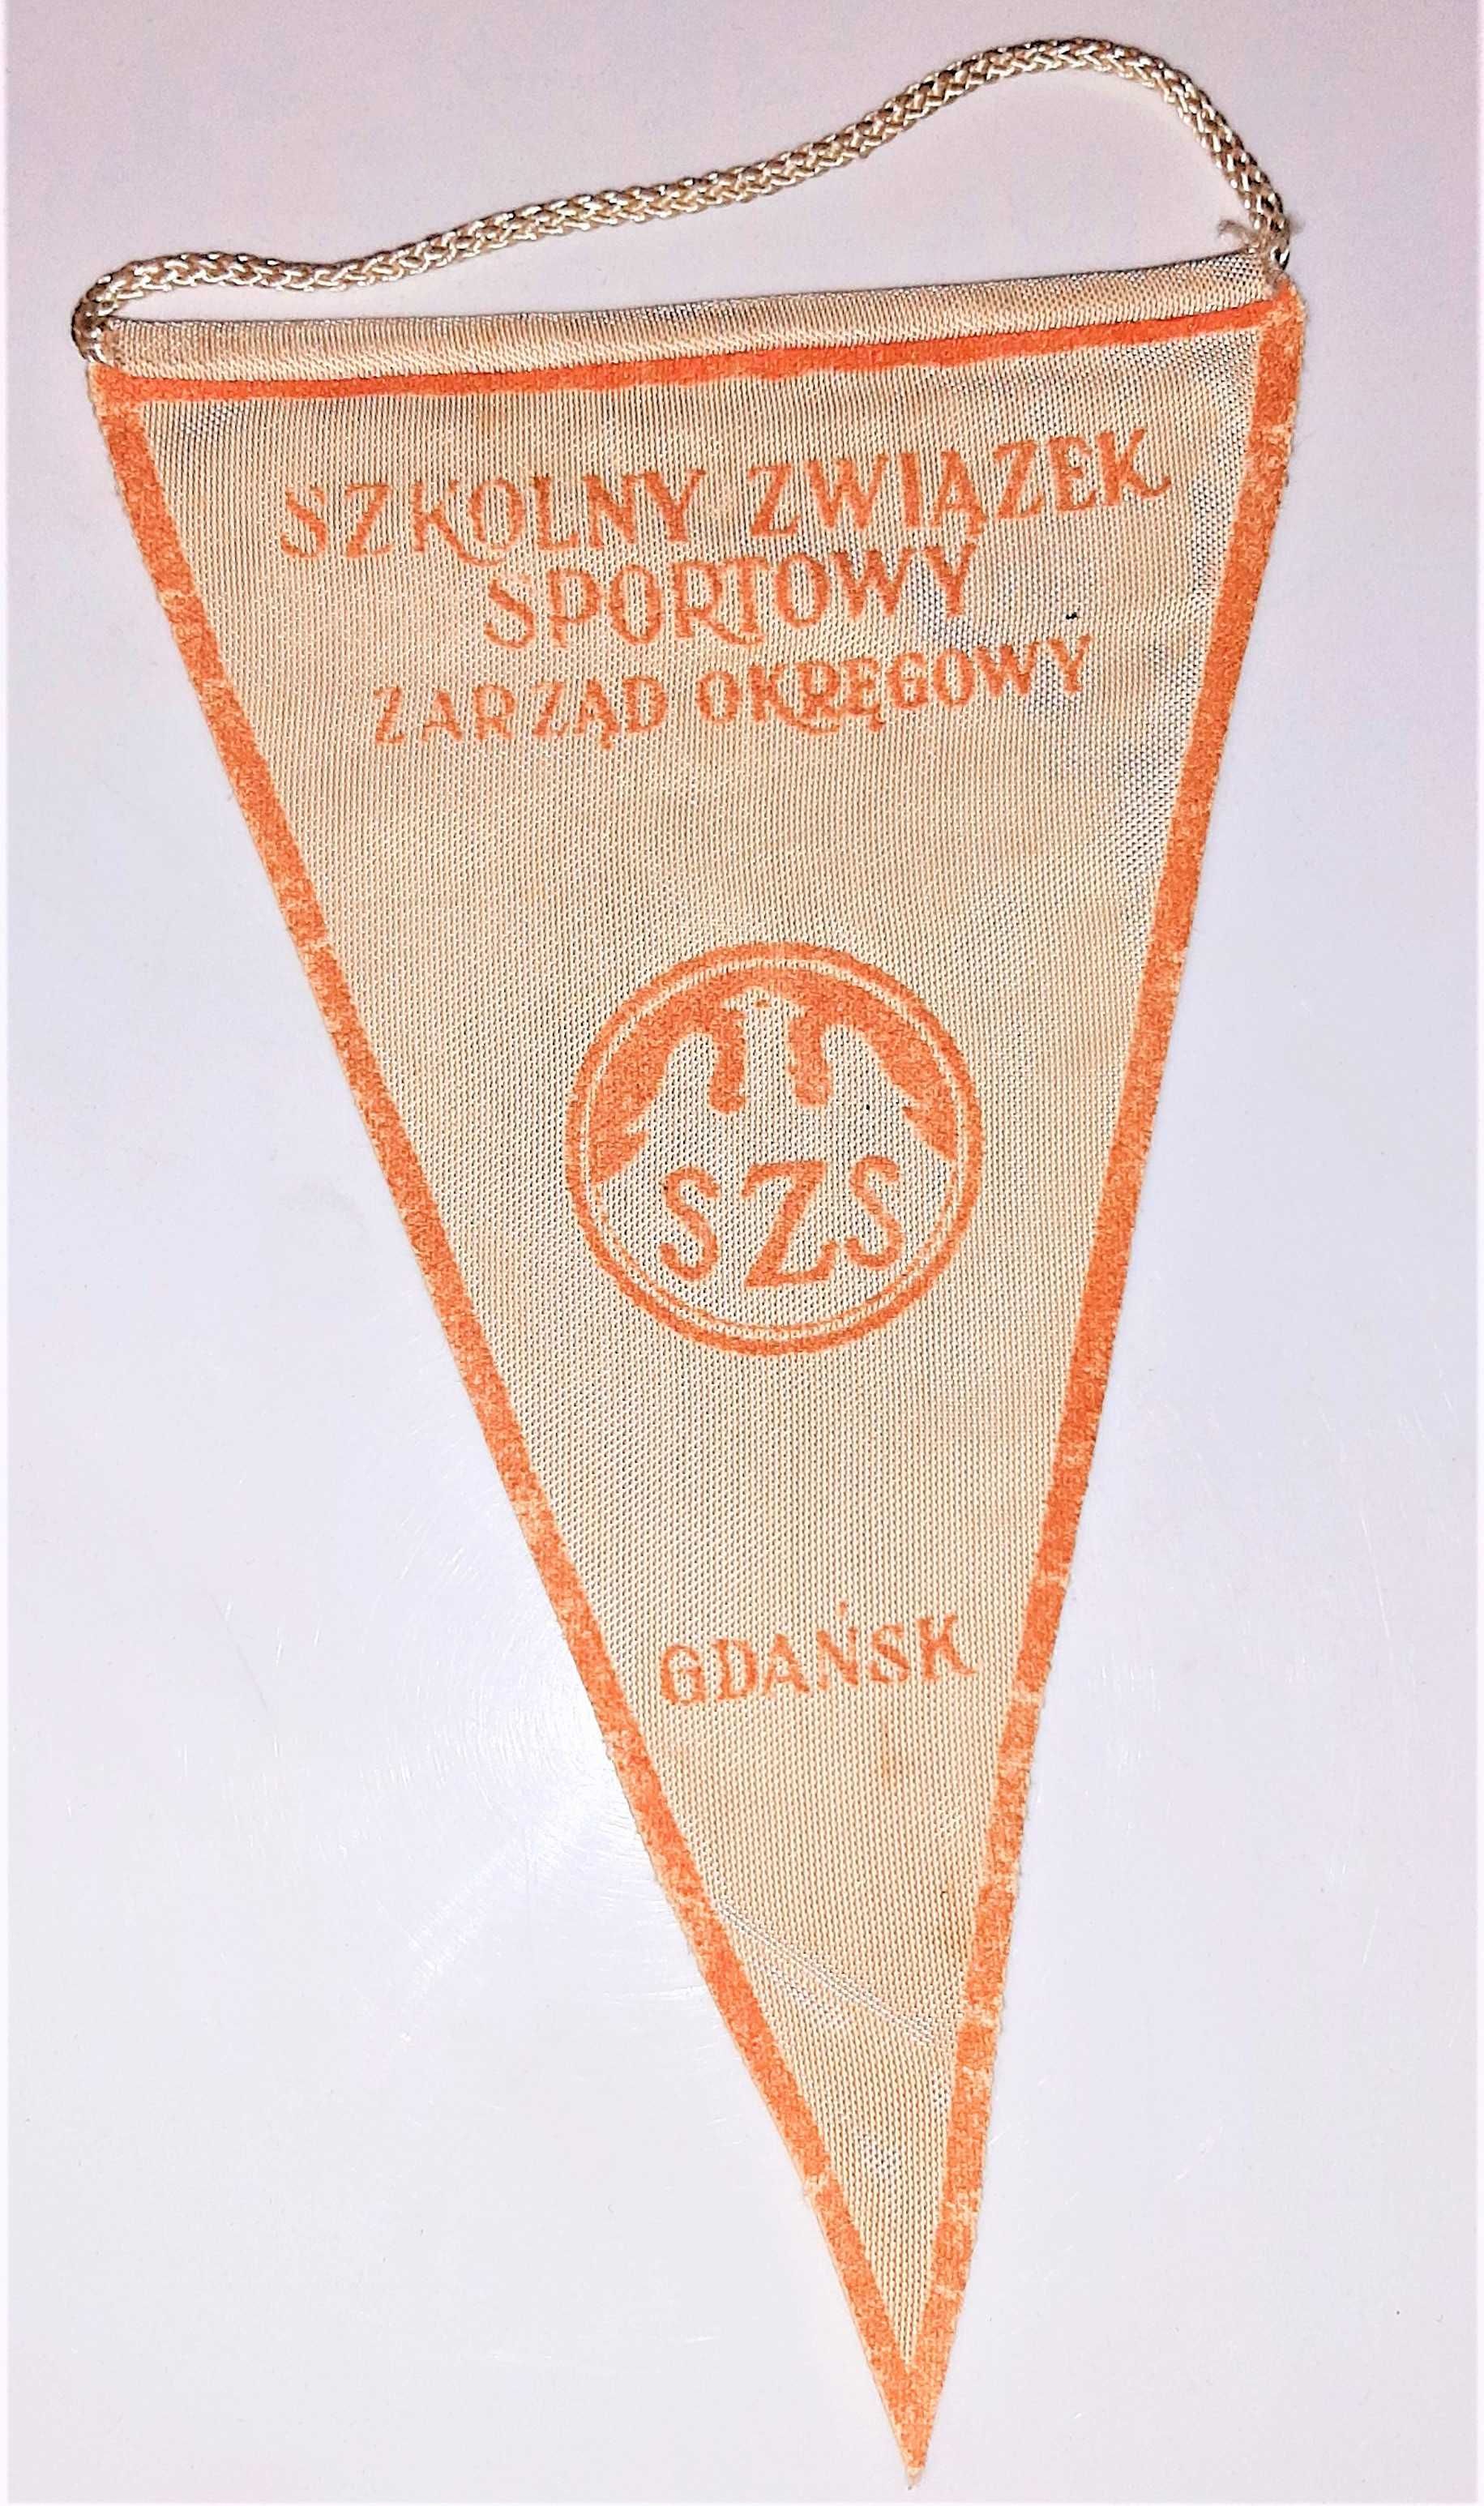 SZKOLNY ZWIĄZEK
SPORTOWY
ZARZĄD OKRĘGOWY
SZS
GDAŃSK